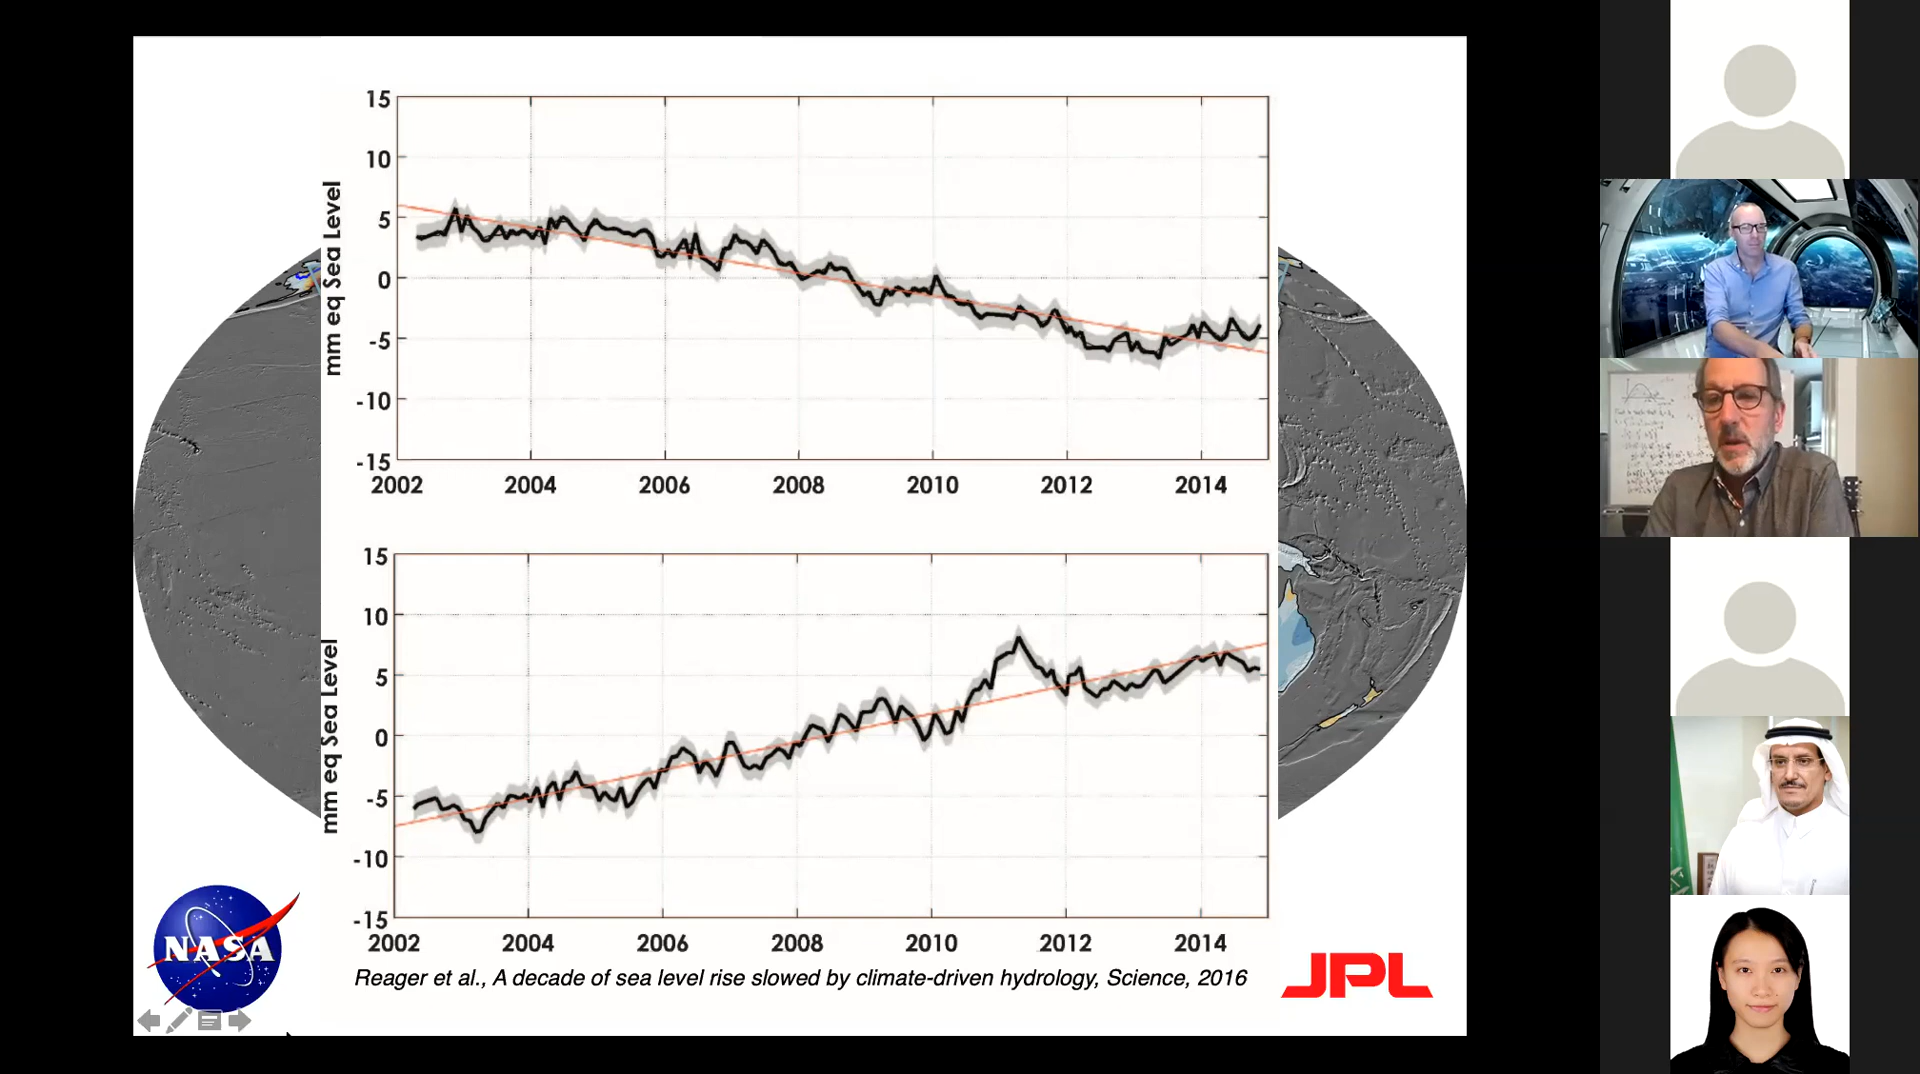 15
10
5
0
-5
-10
-15
mm eq Sea Level
2002 2004 2006 2008 2010 2012 2014
15
10
5
0
-5
-10
-15
mm eq Sea Level
2002 2004 2006 2008 2010 2012 2014
Reager et al., A decade of sea level rise slowed by climate-driven hydrology, Science, 2016
NASA
JPL